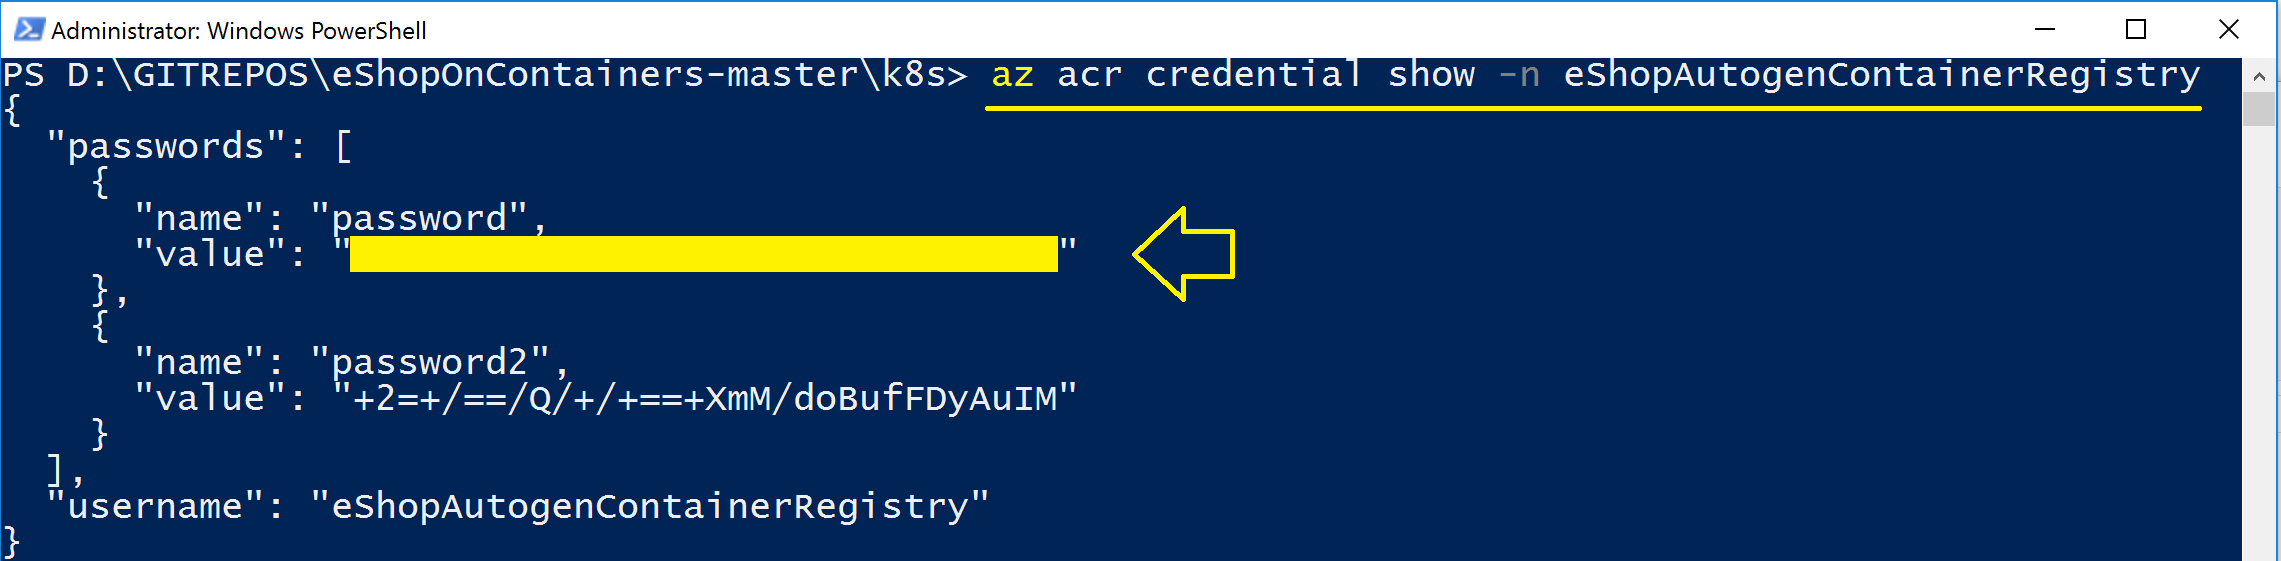 Administrator: Windows PowerShell
PS D:\GITREPOS\eShopOnContainers-master\k8s> az acr credential show -n eShopAutogenContainerRegistry
{
  "passwords": [
    {
      "name": "password",
      "value": ""
    },
    {
      "name": "password2",
      "value": "+2=+/==/Q/+/+==+XmM/doBufFDyAuIM"
    }
  ],
  "username": "eShopAutogenContainerRegistry"
}